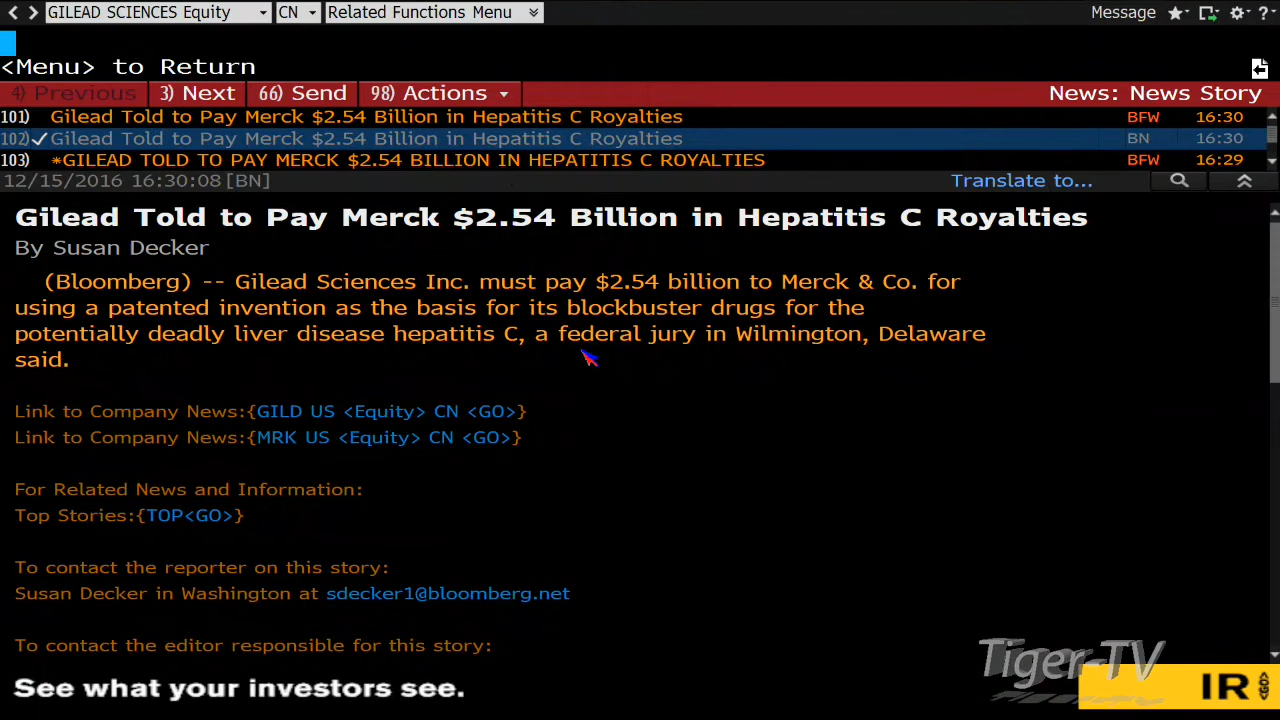 GILEAD SCIENCES Equity CN Related Functions Menu Message
<Menu> to Return
4) Previous 3) Next 66) Send 98) Actions News: News Story
101) Gilead Told to Pay Merck $2.54 Billion in Hepatitis C Royalties BFW 16:30
102) Gilead Told to Pay Merck $2.54 Billion in Hepatitis C Royalties BN 16:30
103) *GILEAD TOLD TO PAY MERCK $2.54 BILLION IN HEPATITIS C ROYALTIES BFW 16:29
12/15/2016 16:30:08 [BN] Translate to...
Gilead Told to Pay Merck $2.54 Billion in Hepatitis C Royalties
By Susan Decker
(Bloomberg) -- Gilead Sciences Inc. must pay $2.54 billion to Merck & Co. for
using a patented invention as the basis for its blockbuster drugs for the
potentially deadly liver disease hepatitis C, a federal jury in Wilmington, Delaware
said.
Link to Company News:{GILD US <Equity> CN <GO>}
Link to Company News:{MRK US <Equity> CN <GO>}
For Related News and Information:
Top Stories:{TOP<GO>}
To contact the reporter on this story:
Susan Decker in Washington at sdecker1@bloomberg.net
To contact the editor responsible for this story:
Tiger-TV
See what your investors see.
IR